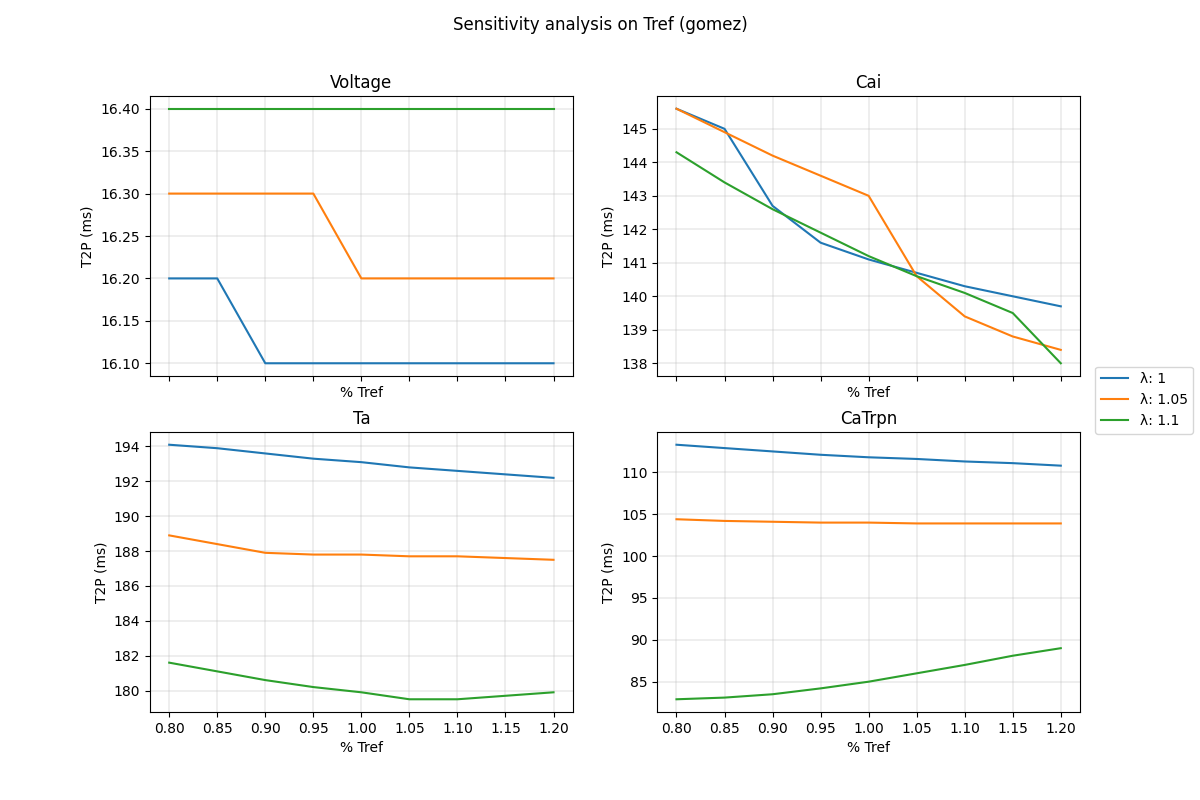 Sensitivity analysis on Tref (gomez)
Voltage
16.40
16.35
16.30
16.25
16.20
16.15
16.10
T2P (ms)
% Tref
Cai
145
144
143
142
141
140
139
138
T2P (ms)
% Tref
λ: 1
λ: 1.05
λ: 1.1
Ta
194
192
190
188
186
184
182
180
T2P (ms)
0.80 0.85 0.90 0.95 1.00 1.05 1.10 1.15 1.20
% Tref
CaTrpn
110
105
100
95
90
85
T2P (ms)
0.80 0.85 0.90 0.95 1.00 1.05 1.10 1.15 1.20
% Tref